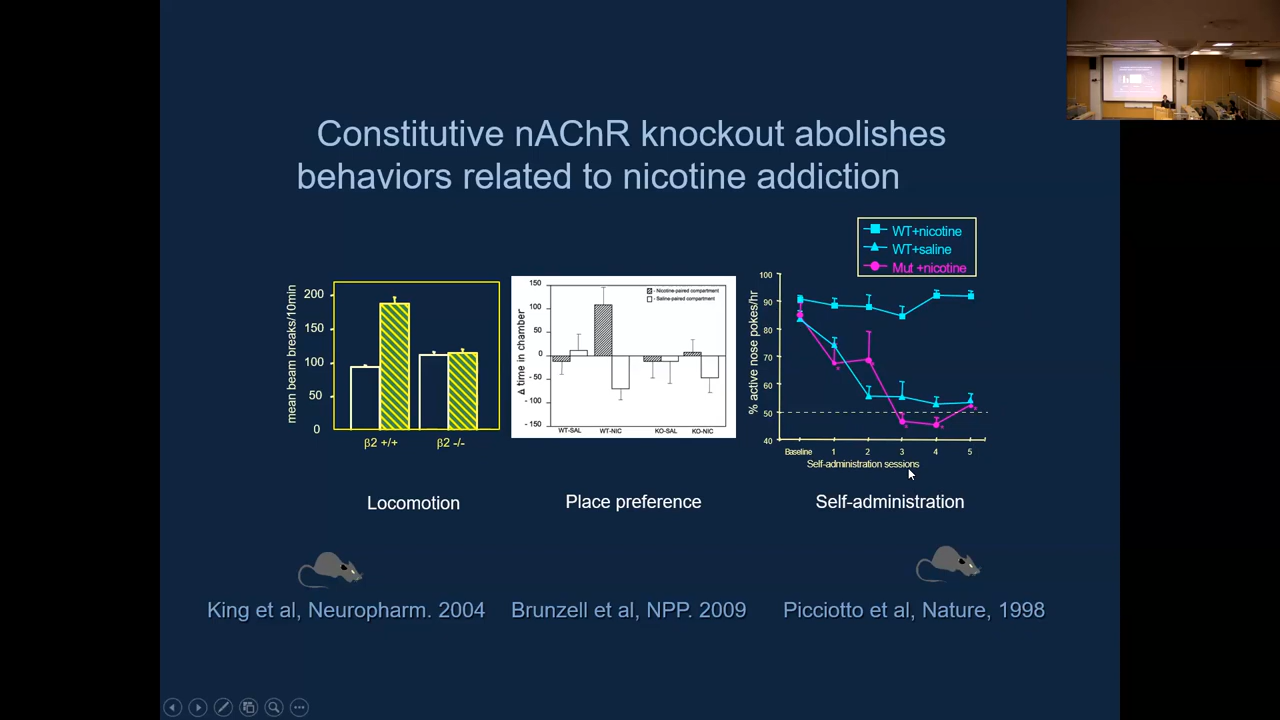 Constitutive nAChR knockout abolishes
behaviors related to nicotine addiction
WT+nicotine
WT+saline
Mut +nicotine
mean beam breaks/10min
200
150
100
50
0
β2 +/+
β2 -/-
Δ time in chamber
150
100
50
0
- 50
- 100
- 150
- Nicotine-paired compartment
- Saline-paired compartment
WT-SAL
WT-NIC
KO-SAL
KO-NIC
% active nose pokes/hr
100
90
80
70
60
50
40
Baseline
1
2
3
4
5
Self-administration sessions
Locomotion
Place preference
Self-administration
King et al, Neuropharm. 2004
Brunzell et al, NPP. 2009
Picciotto et al, Nature, 1998